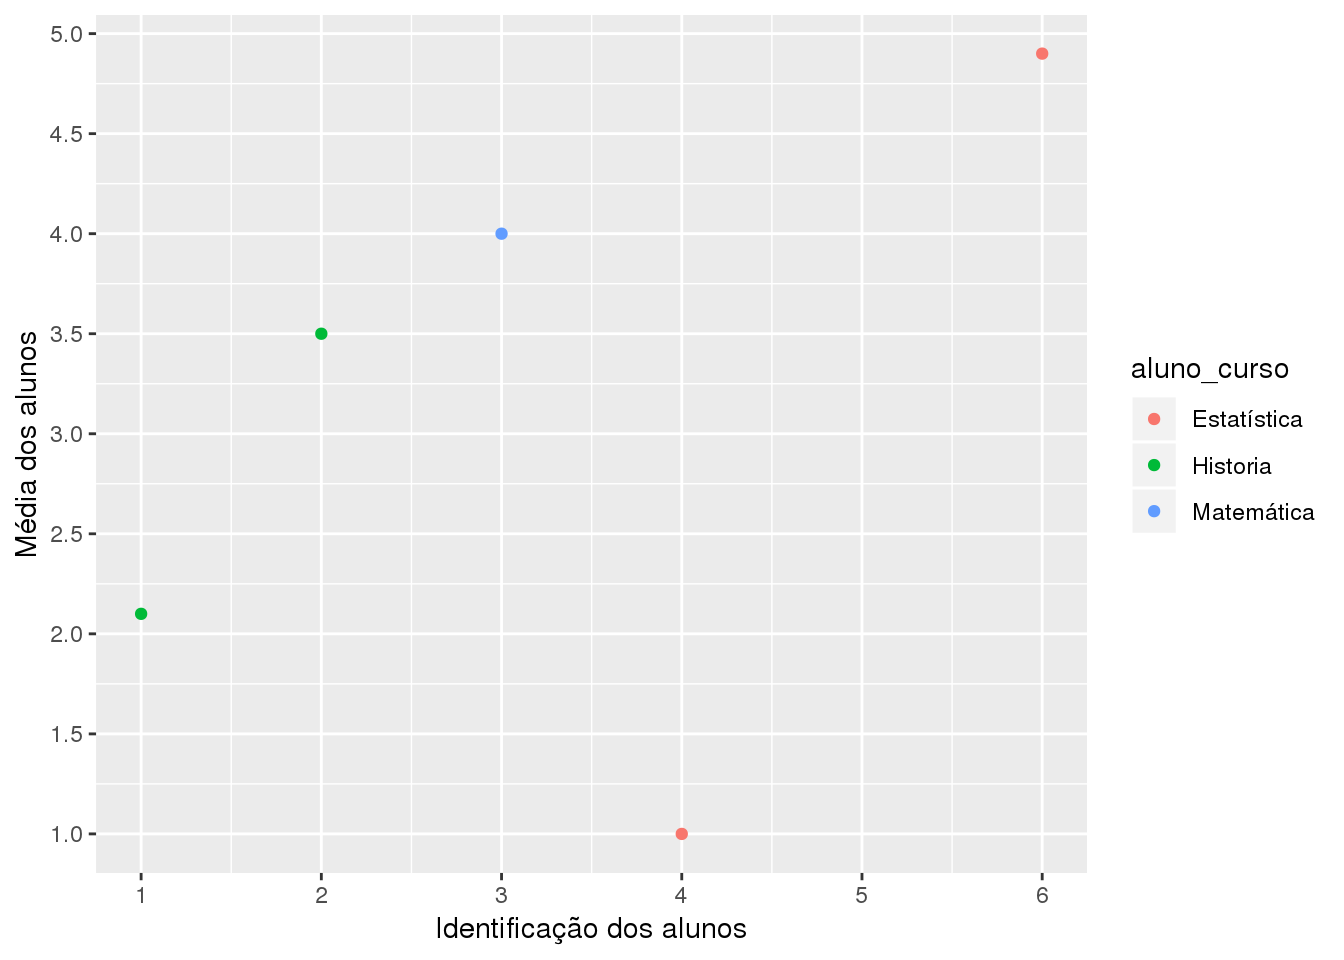 5.0
4.5
4.0
3.5
3.0
2.5
2.0
1.5
1.0
Média dos alunos
1 2 3 4 5 6
Identificação dos alunos
aluno_curso
Estatística
Historia
Matemática